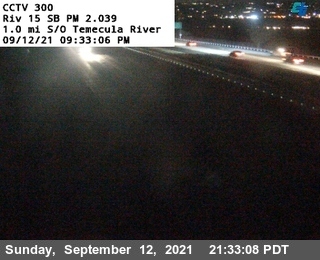 CCTV 300
Riv 15 SB PM 2.039
1.0 mi S/O Temecula River
09/12/21 09:33:06 PM
Sunday, September 12, 2021 21:33:08 PDT